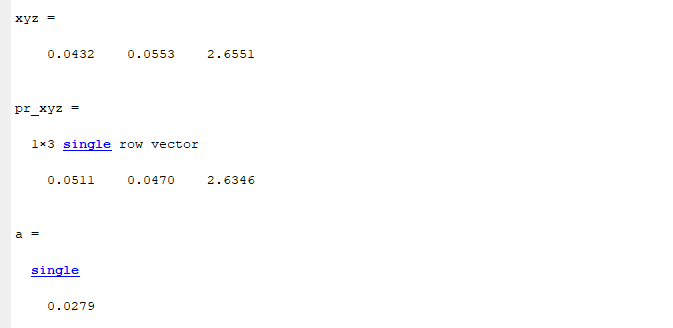 xyz =
0.0432 0.0553 2.6551
pr_xyz =
1×3 single row vector
0.0511 0.0470 2.6346
a =
single
0.0279